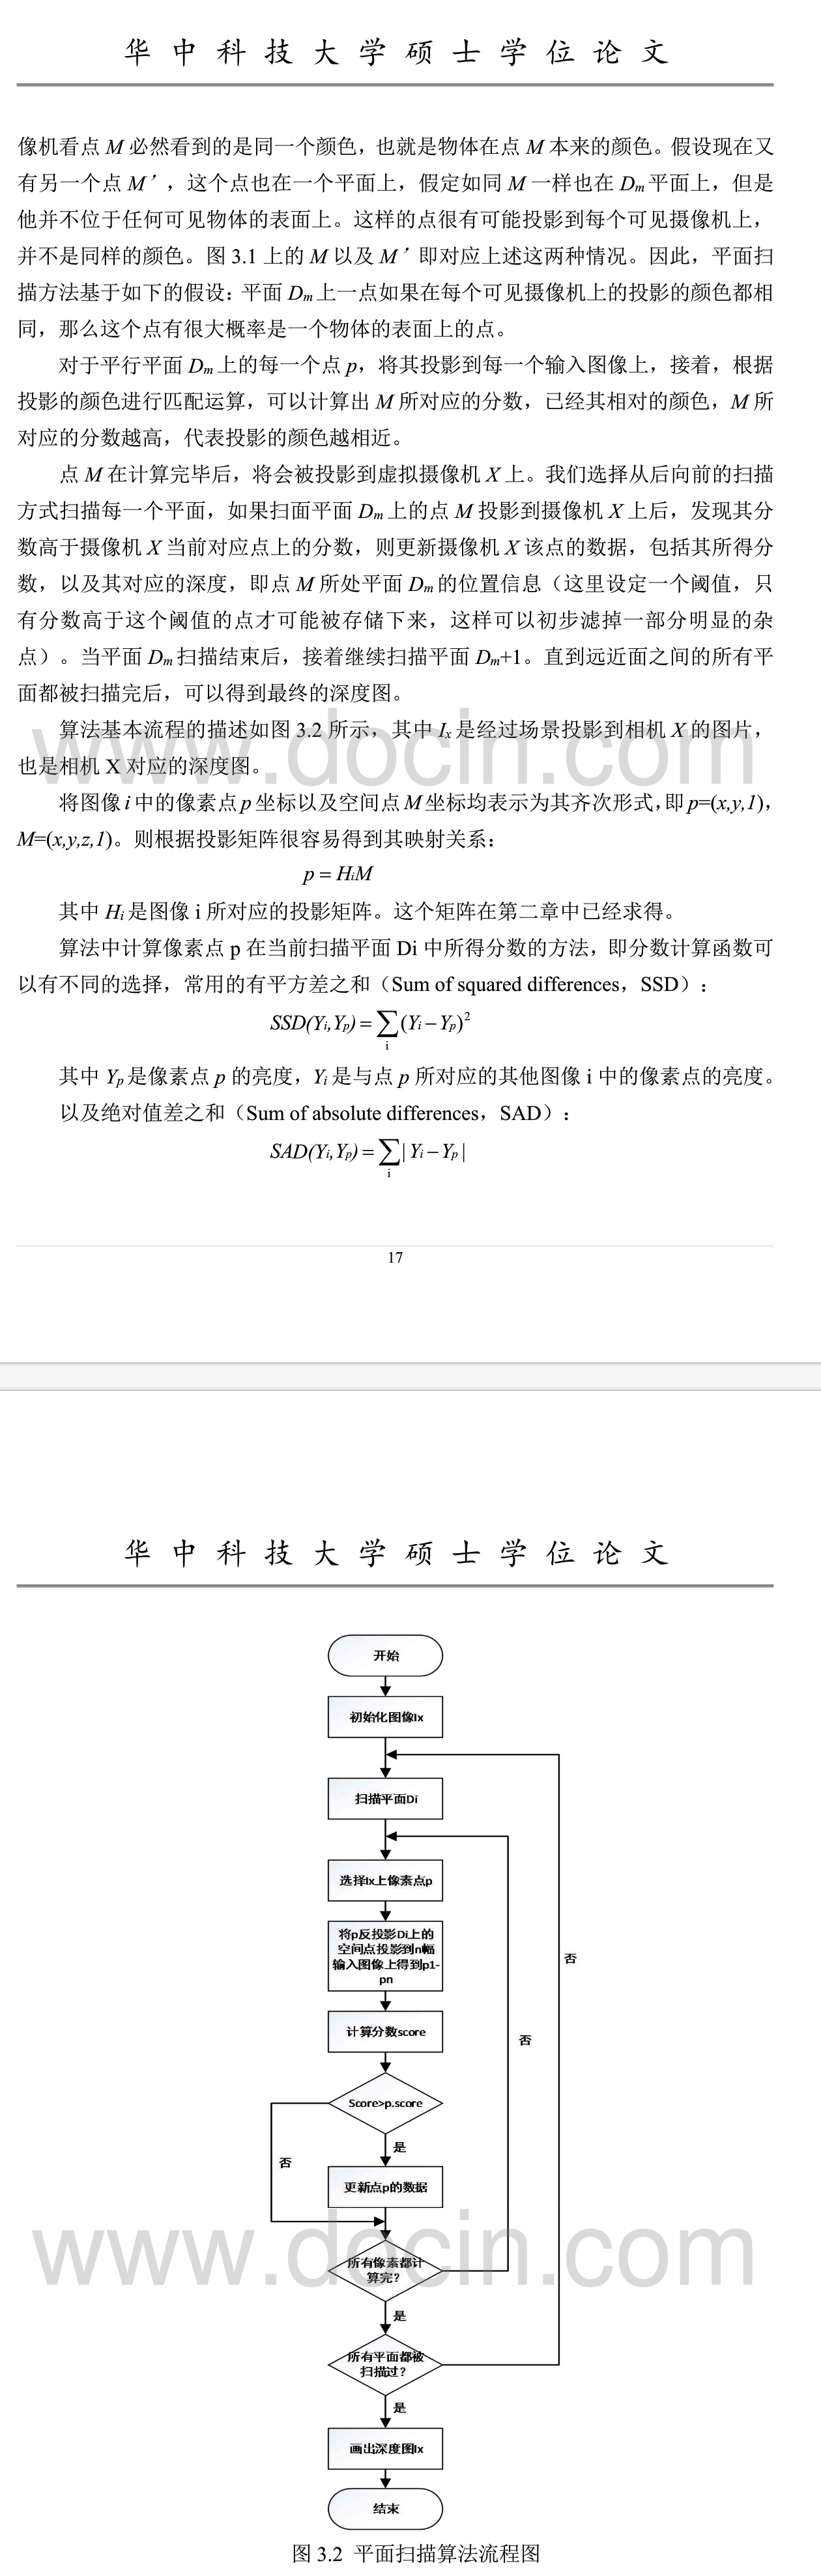 华中科技大学硕士学位论文
像机看点 M 必然看到的是同一个颜色，也就是物体在点 M 本来的颜色。假设现在又
有另一个点 M’，这个点也在一个平面上，假定如同 M 一样也在 Dm 平面上，但是
他并不位于任何可见物体的表面上。这样的点很有可能投影到每个可见摄像机上，
并不是同样的颜色。图 3.1 上的 M 以及 M’即对应上述这两种情况。因此，平面扫
描方法基于如下的假设：平面 Dm 上一点如果在每个可见摄像机上的投影的颜色都相
同，那么这个点有很大概率是一个物体的表面上的点。
对于平行平面 Dm 上的每一个点 p，将其投影到每一个输入图像上，接着，根据
投影的颜色进行匹配运算，可以计算出 M 所对应的分数，已经其相对的颜色，M 所
对应的分数越高，代表投影的颜色越相近。
点 M 在计算完毕后，将会被投影到虚拟摄像机 X 上。我们选择从后向前的扫描
方式扫描每一个平面，如果扫面平面 Dm 上的点 M 投影到摄像机 X 上后，发现其分
数高于摄像机 X 当前对应点上的分数，则更新摄像机 X 该点的数据，包括其所得分
数，以及其对应的深度，即点 M 所处平面 Dm 的位置信息（这里设定一个阈值，只
有分数高于这个阈值的点才可能被存储下来，这样可以初步滤掉一部分明显的杂
点）。当平面 Dm 扫描结束后，接着继续扫描平面 Dm+1。直到远近面之间的所有平
面都被扫描完后，可以得到最终的深度图。
算法基本流程的描述如图 3.2 所示，其中 Ix 是经过场景投影到相机 X 的图片，
也是相机 X 对应的深度图。
www.docin.com
将图像 i 中的像素点 p 坐标以及空间点 M 坐标均表示为其齐次形式，即 p=(x,y,1)，
M=(x,y,z,1)。则根据投影矩阵很容易得到其映射关系：
p = HiM
其中 Hi 是图像 i 所对应的投影矩阵。这个矩阵在第二章中已经求得。
算法中计算像素点 p 在当前扫描平面 Di 中所得分数的方法，即分数计算函数可
以有不同的选择，常用的有平方差之和（Sum of squared differences，SSD）：
SSD(Yi,Yp) = ∑i (Yi − Yp)²
其中 Yp 是像素点 p 的亮度，Yi 是与点 p 所对应的其他图像 i 中的像素点的亮度。
以及绝对值差之和（Sum of absolute differences，SAD）：
SAD(Yi,Yp) = ∑i | Yi − Yp |
17
华中科技大学硕士学位论文
开始
初始化图像Ix
扫描平面Di
选择Ix上像素点p
将p反投影Di上的
空间点投影到n幅
输入图像上得到p1-
pn
否
计算分数score
否
Score>p.score
是
否
更新点p的数据
www.docin.com
所有像素都计
算完？
是
所有平面都被
扫描过？
是
画出深度图Ix
结束
图 3.2 平面扫描算法流程图